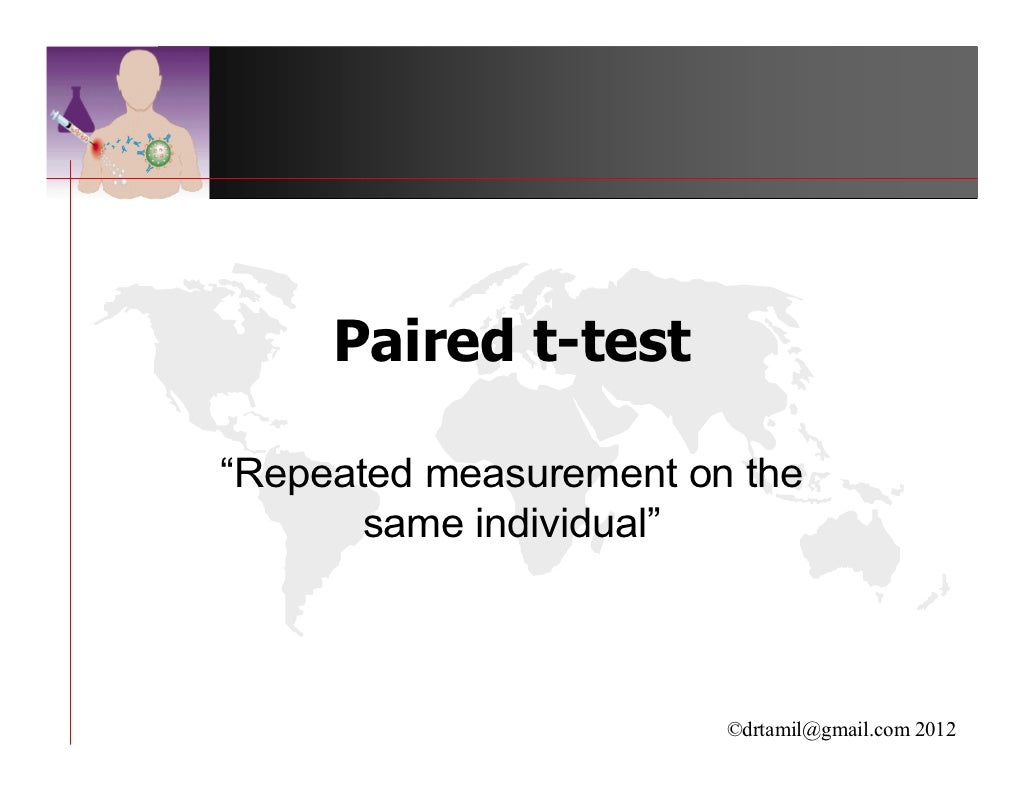 Paired t-test
“Repeated measurement on the
same individual”
©drtamil@gmail.com 2012